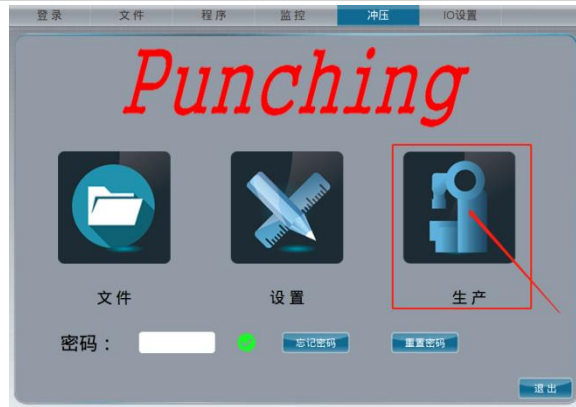 登录 文件 程序 监控 冲压 IO设置
Punching
文件 设置 生产
密码： 忘记密码 重置密码
退出